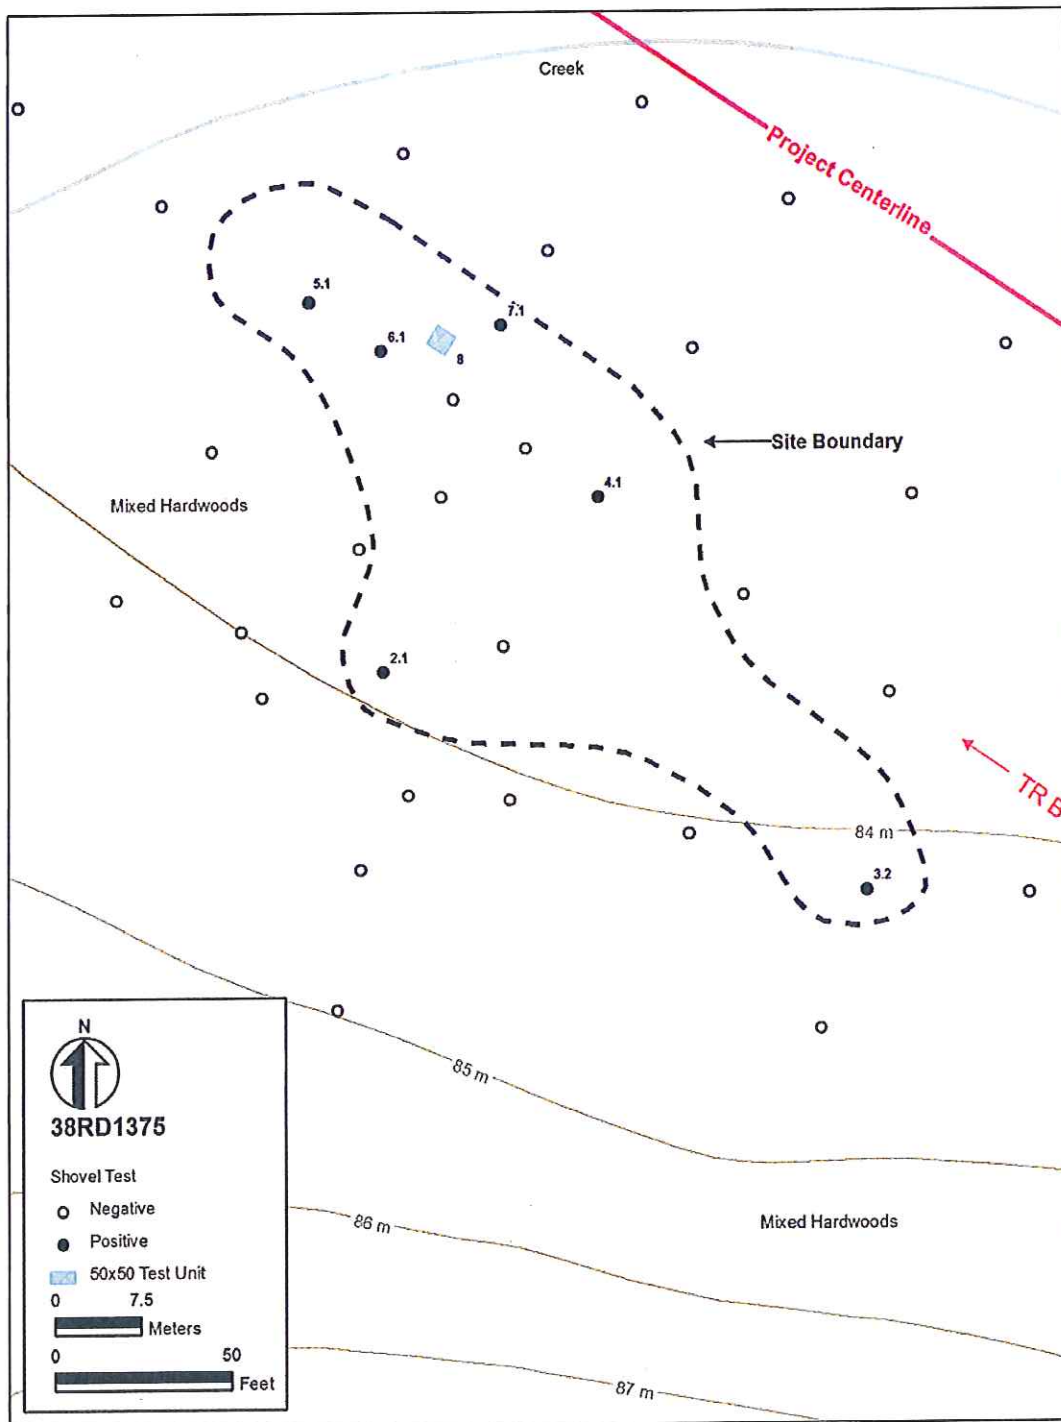 Creek
Project Centerline
5.1
7.1
6.1
8
Site Boundary
4.1
Mixed Hardwoods
2.1
TR B
84 m
3.2
85 m
86 m
Mixed Hardwoods
87 m
N
38RD1375
Shovel Test
Negative
Positive
50x50 Test Unit
0 7.5
Meters
0 50
Feet